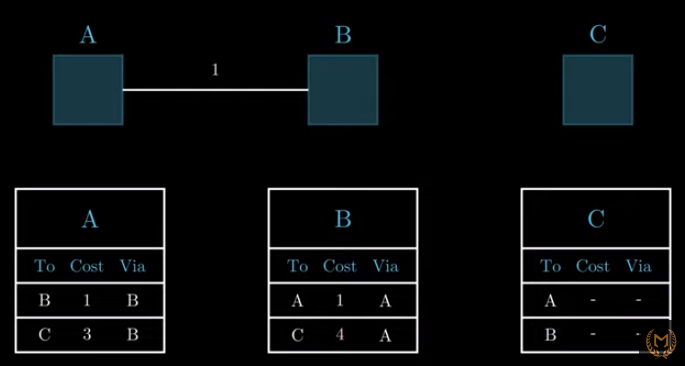 A B C
1
A B C
To Cost Via To Cost Via To Cost Via
B 1 B A 1 A A - -
C 3 B C 4 A B - -
M